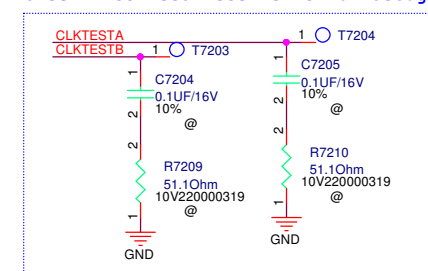 CLKTESTA
CLKTESTB
1 T7203
1 T7204
1
C7204
0.1UF/16V
10%
@
2
1
C7205
0.1UF/16V
10%
@
2
2
R7209
51.1Ohm
10V220000319
@
1
GND
2
R7210
51.1Ohm
10V220000319
@
1
GND